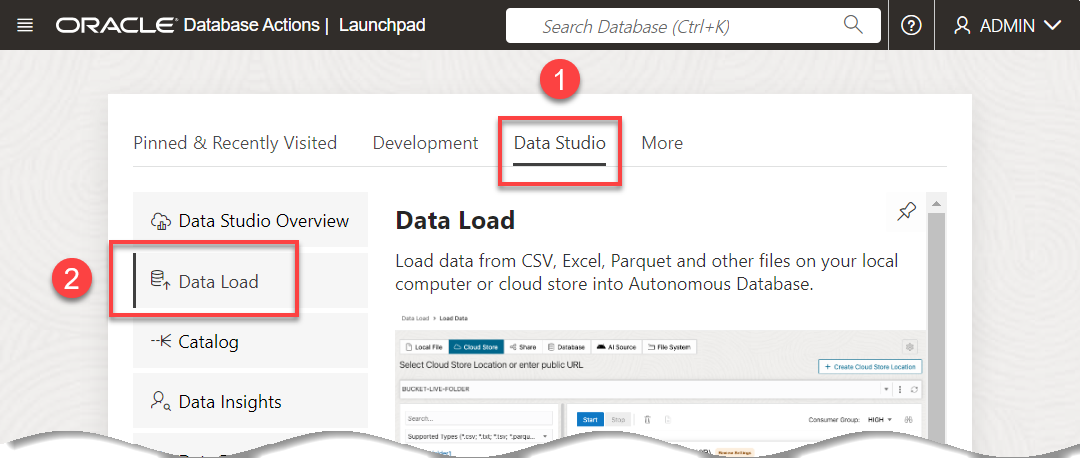 ORACLE Database Actions | Launchpad
Search Database (Ctrl+K)
ADMIN
1
Pinned & Recently Visited
Development
Data Studio
More
Data Studio Overview
2
Data Load
Catalog
Data Insights
Data Load
Load data from CSV, Excel, Parquet and other files on your local
computer or cloud store into Autonomous Database.
Data Load > Load Data
Local File
Cloud Store
Share
Database
AI Source
File System
Select Cloud Store Location or enter public URL
+ Create Cloud Store Location
BUCKET-LIVE-FOLDER
Search...
Start
Stop
Consumer Group: HIGH
Supported Types (*.csv; *.txt; *.tsv; *.parqu...